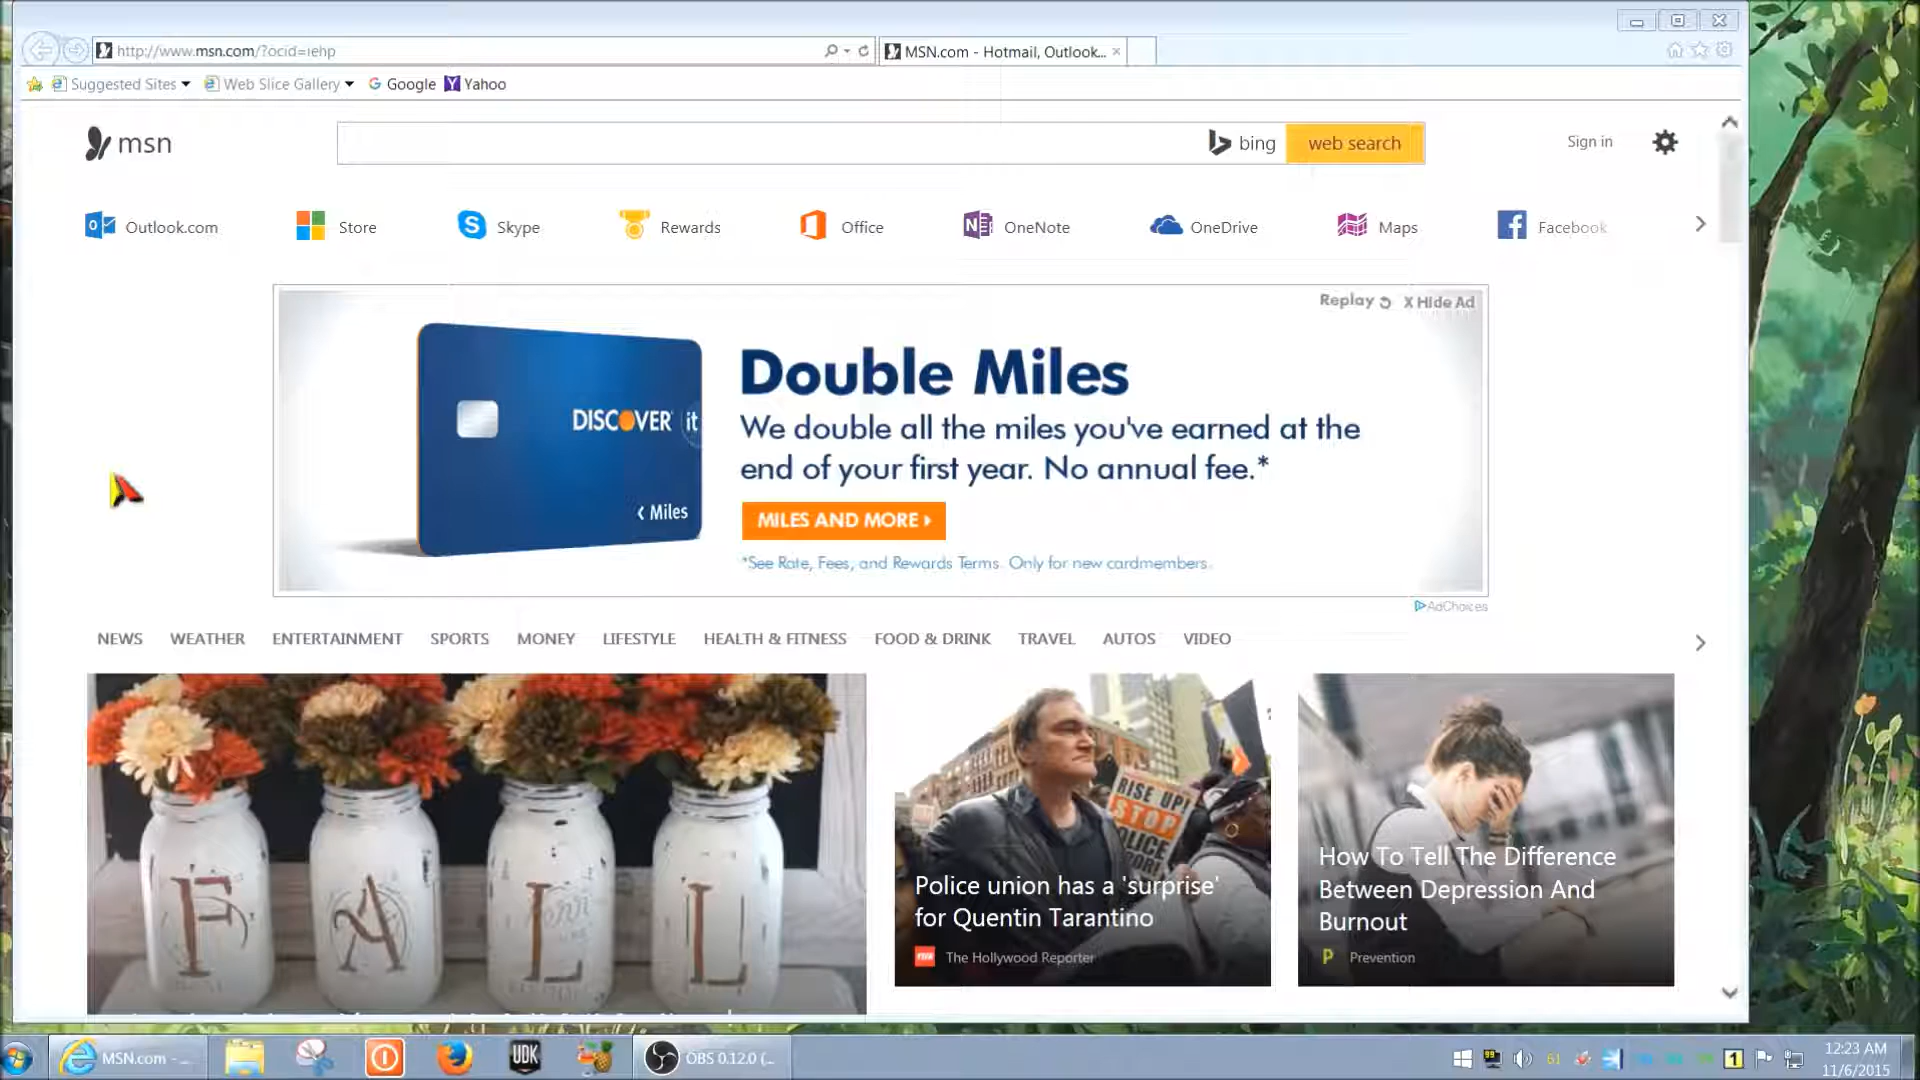 http://www.msn.com/?ocid=iehp
MSN.com - Hotmail, Outlook...
Suggested Sites
Web Slice Gallery
Google
Yahoo
msn
bing
web search
Sign in
Outlook.com
Store
Skype
Rewards
Office
OneNote
OneDrive
Maps
Facebook
Replay
X Hide Ad
DISCOVER it
Miles
Double Miles
We double all the miles you've earned at the
end of your first year. No annual fee.*
MILES AND MORE
*See Rate, Fees, and Rewards Terms. Only for new cardmembers.
AdChoices
NEWS
WEATHER
ENTERTAINMENT
SPORTS
MONEY
LIFESTYLE
HEALTH & FITNESS
FOOD & DRINK
TRAVEL
AUTOS
VIDEO
FALL
RISE UP!
STOP
Police union has a 'surprise'
for Quentin Tarantino
The Hollywood Reporter
How To Tell The Difference
Between Depression And
Burnout
Prevention
MSN.com - ...
UDK
OBS 0.12.0 (...
99
61
1
12:23 AM
11/6/2015